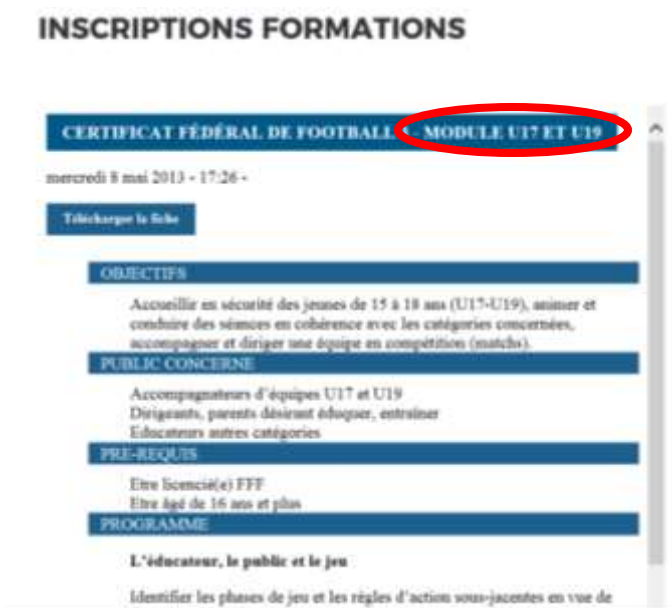 INSCRIPTIONS FORMATIONS
CERTIFICAT FÉDÉRAL DE FOOTBALL - MODULE U17 ET U19
mercredi 8 mai 2013 - 17:26 -
Télécharger la fiche
OBJECTIFS
Accueillir en sécurité des jeunes de 15 à 18 ans (U17-U19), animer et
conduire des séances en cohérence avec les catégories concernées,
accompagner et diriger une équipe en compétition (matchs).
PUBLIC CONCERNE
Accompagnateurs d'équipes U17 et U19
Dirigeants, parents désirant éduquer, entraîner
Educateurs autres catégories
PRE-REQUIS
Etre licencié(e) FFF
Etre âgé de 16 ans et plus
PROGRAMME
L'éducateur, le public et le jeu
Identifier les phases de jeu et les règles d'action sous-jacentes en vue de